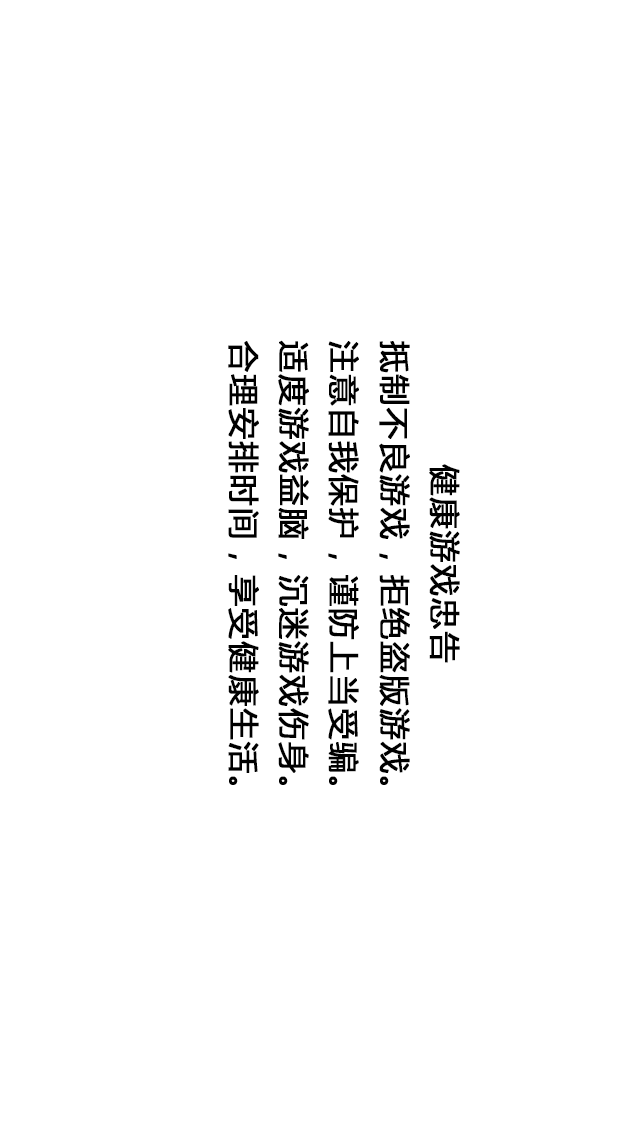 健康游戏忠告
抵制不良游戏，拒绝盗版游戏。
注意自我保护，谨防上当受骗。
适度游戏益脑，沉迷游戏伤身。
合理安排时间，享受健康生活。